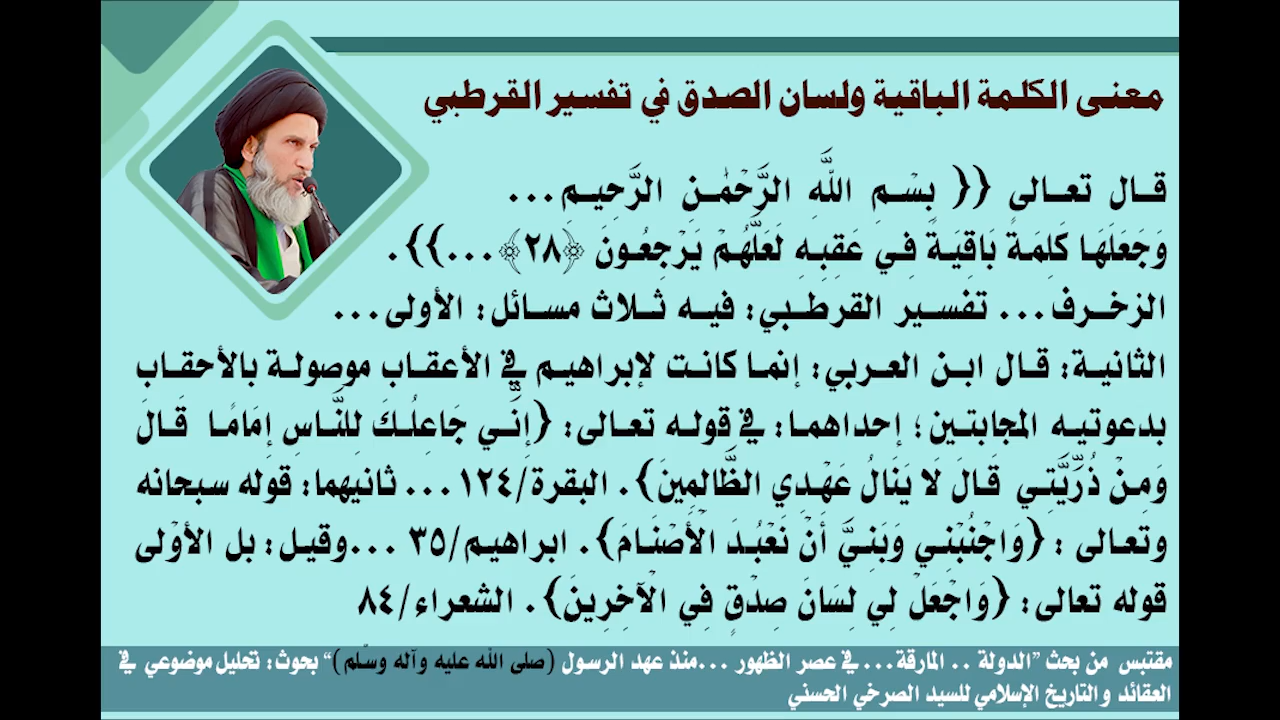 معنى الكلمة الباقية ولسان الصدق في تفسير القرطبي
قال تعالى (( بِسْمِ اللَّهِ الرَّحْمَٰنِ الرَّحِيمِ...
وَجَعَلَهَا كَلِمَةً بَاقِيَةً فِي عَقِبِهِ لَعَلَّهُمْ يَرْجِعُونَ ﴿٢٨﴾...)).
الزخرف... تفسير القرطبي: فيه ثلاث مسائل: الأولى...
الثانية: قال ابن العربي: إنما كانت لإبراهيم في الأعقاب موصولة بالأحقاب
بدعوتيه المجابتين؛ إحداهما: في قوله تعالى: {إِنِّي جَاعِلُكَ لِلنَّاسِ إِمَامًا قَالَ
وَمِنْ ذُرِّيَّتِي قَالَ لَا يَنَالُ عَهْدِي الظَّالِمِينَ}. البقرة/١٢٤... ثانيهما: قوله سبحانه
وتعالى : {وَاجْنُبْنِي وَبَنِيَّ أَنْ نَعْبُدَ الْأَصْنَامَ}. ابراهيم/٣٥ ...وقيل: بل الأولى
قوله تعالى: {وَاجْعَلْ لِي لِسَانَ صِدْقٍ فِي الْآخِرِينَ}. الشعراء/٨٤
مقتبس من بحث "الدولة .. المارقة... في عصر الظهور ...منذ عهد الرسول (صلى الله عليه وآله وسلّم)" بحوث: تحليل موضوعي في
العقائد والتاريخ الإسلامي للسيد الصرخي الحسني